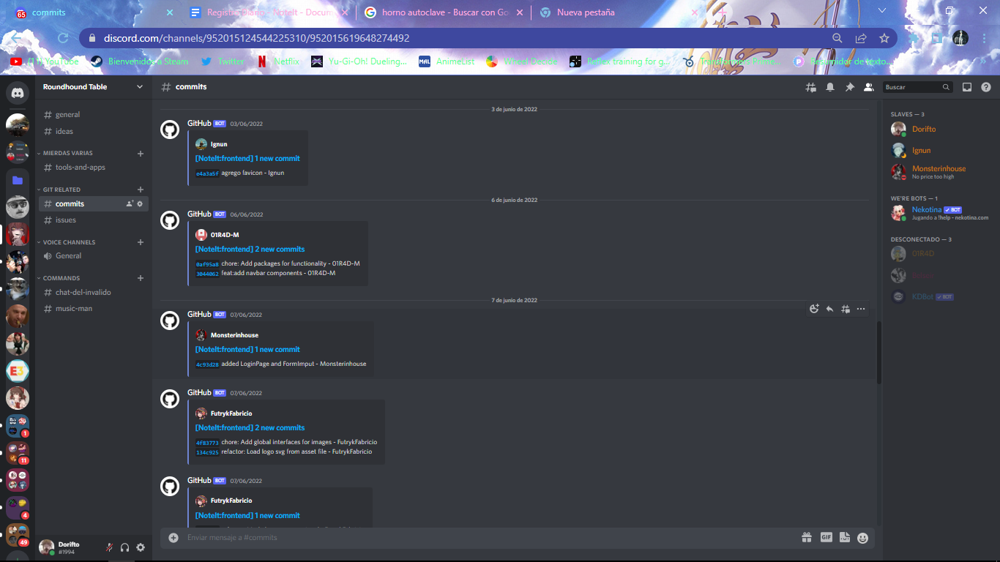 65
commits
Registro Diario - NoteIt - Docum
horno autoclave - Buscar con Go
Nueva pestaña
discord.com/channels/952015124544225310/952015619648274492
(11) YouTube
Bienvenido a Steam
Twitter
Netflix
Yu-Gi-Oh! Dueling...
MAL
AnimeList
Wheel Decide
Reflex training for g...
P
Resumidor de texto...
Roundhound Table
general
ideas
MIERDAS VARIAS
tools-and-apps
GIT RELATED
commits
issues
VOICE CHANNELS
General
COMMANDS
chat-del-invalido
music-man
E3
1
11
4
49
Dorifto
#1994
commits
Buscar
3 de junio de 2022
GitHub BOT 03/06/2022
Ignun
[NoteIt:frontend] 1 new commit
e4a3a5f agrego favicon - Ignun
6 de junio de 2022
GitHub BOT 06/06/2022
01R4D-M
[NoteIt:frontend] 2 new commits
0af95a8 chore: Add packages for functionality - 01R4D-M
3044062 feat:add navbar components - 01R4D-M
7 de junio de 2022
GitHub BOT 07/06/2022
Monsterinhouse
[NoteIt:frontend] 1 new commit
4c93d28 added LoginPage and FormImput - Monsterinhouse
GitHub BOT 07/06/2022
FutrykFabricio
[NoteIt:frontend] 2 new commits
4f83773 chore: Add global interfaces for images - FutrykFabricio
134c925 refactor: Load logo svg from asset file - FutrykFabricio
GitHub BOT 07/06/2022
FutrykFabricio
[NoteIt:frontend] 1 new commit
Enviar mensaje a #commits
GIF
SLAVES — 3
Dorifto
Ignun
Monsterinhouse
No price too high
WE'RE BOTS — 1
Nekotina BOT
Jugando a !help - nekotina.com
DESCONECTADO — 3
01R4D
KDBot BOT